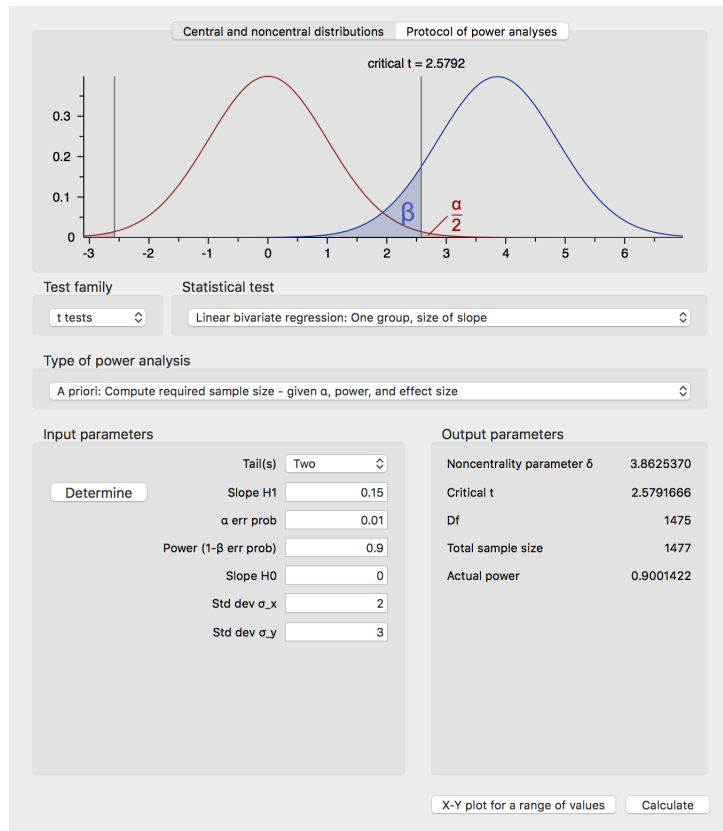 Central and noncentral distributions Protocol of power analyses
critical t = 2.5792
0.3
0.2
0.1
0
β
α
2
-3 -2 -1 0 1 2 3 4 5 6
Test family Statistical test
t tests Linear bivariate regression: One group, size of slope
Type of power analysis
A priori: Compute required sample size - given α, power, and effect size
Input parameters Output parameters
Tail(s) Two Noncentrality parameter δ 3.8625370
Determine Slope H1 0.15 Critical t 2.5791666
α err prob 0.01 Df 1475
Power (1-β err prob) 0.9 Total sample size 1477
Slope H0 0 Actual power 0.9001422
Std dev σ_x 2
Std dev σ_y 3
X-Y plot for a range of values Calculate